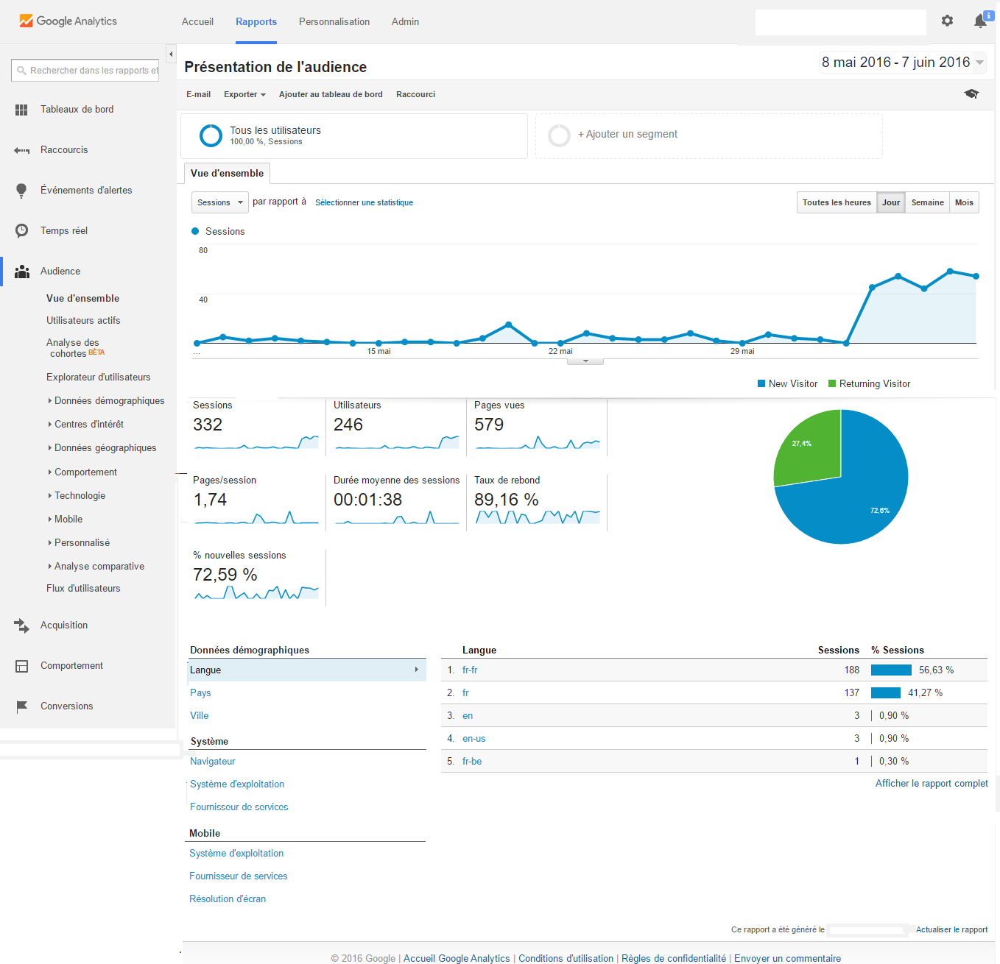 Google Analytics
Accueil Rapports Personnalisation Admin
Rechercher dans les rapports et
Présentation de l'audience
8 mai 2016 - 7 juin 2016
E-mail Exporter Ajouter au tableau de bord Raccourci
Tableaux de bord
Raccourcis
Événements d'alertes
Temps réel
Audience
Vue d'ensemble
Utilisateurs actifs
Analyse des
cohortes BÊTA
Explorateur d'utilisateurs
Données démographiques
Centres d'intérêt
Données géographiques
Comportement
Technologie
Mobile
Personnalisé
Analyse comparative
Flux d'utilisateurs
Acquisition
Comportement
Conversions
Tous les utilisateurs
100,00 %, Sessions
+ Ajouter un segment
Vue d'ensemble
Sessions par rapport à Sélectionner une statistique
Toutes les heures Jour Semaine Mois
Sessions
80
40
... 15 mai 22 mai 29 mai
New Visitor Returning Visitor
Sessions
332
Utilisateurs
246
Pages vues
579
Pages/session
1,74
Durée moyenne des sessions
00:01:38
Taux de rebond
89,16 %
% nouvelles sessions
72,59 %
27,4%
72,6%
Données démographiques
Langue
Pays
Ville
Système
Navigateur
Système d'exploitation
Fournisseur de services
Mobile
Système d'exploitation
Fournisseur de services
Résolution d'écran
Langue Sessions % Sessions
1. fr-fr 188 56,63 %
2. fr 137 41,27 %
3. en 3 0,90 %
4. en-us 3 0,90 %
5. fr-be 1 0,30 %
Afficher le rapport complet
Ce rapport a été généré le Actualiser le rapport
© 2016 Google | Accueil Google Analytics | Conditions d'utilisation | Règles de confidentialité | Envoyer un commentaire